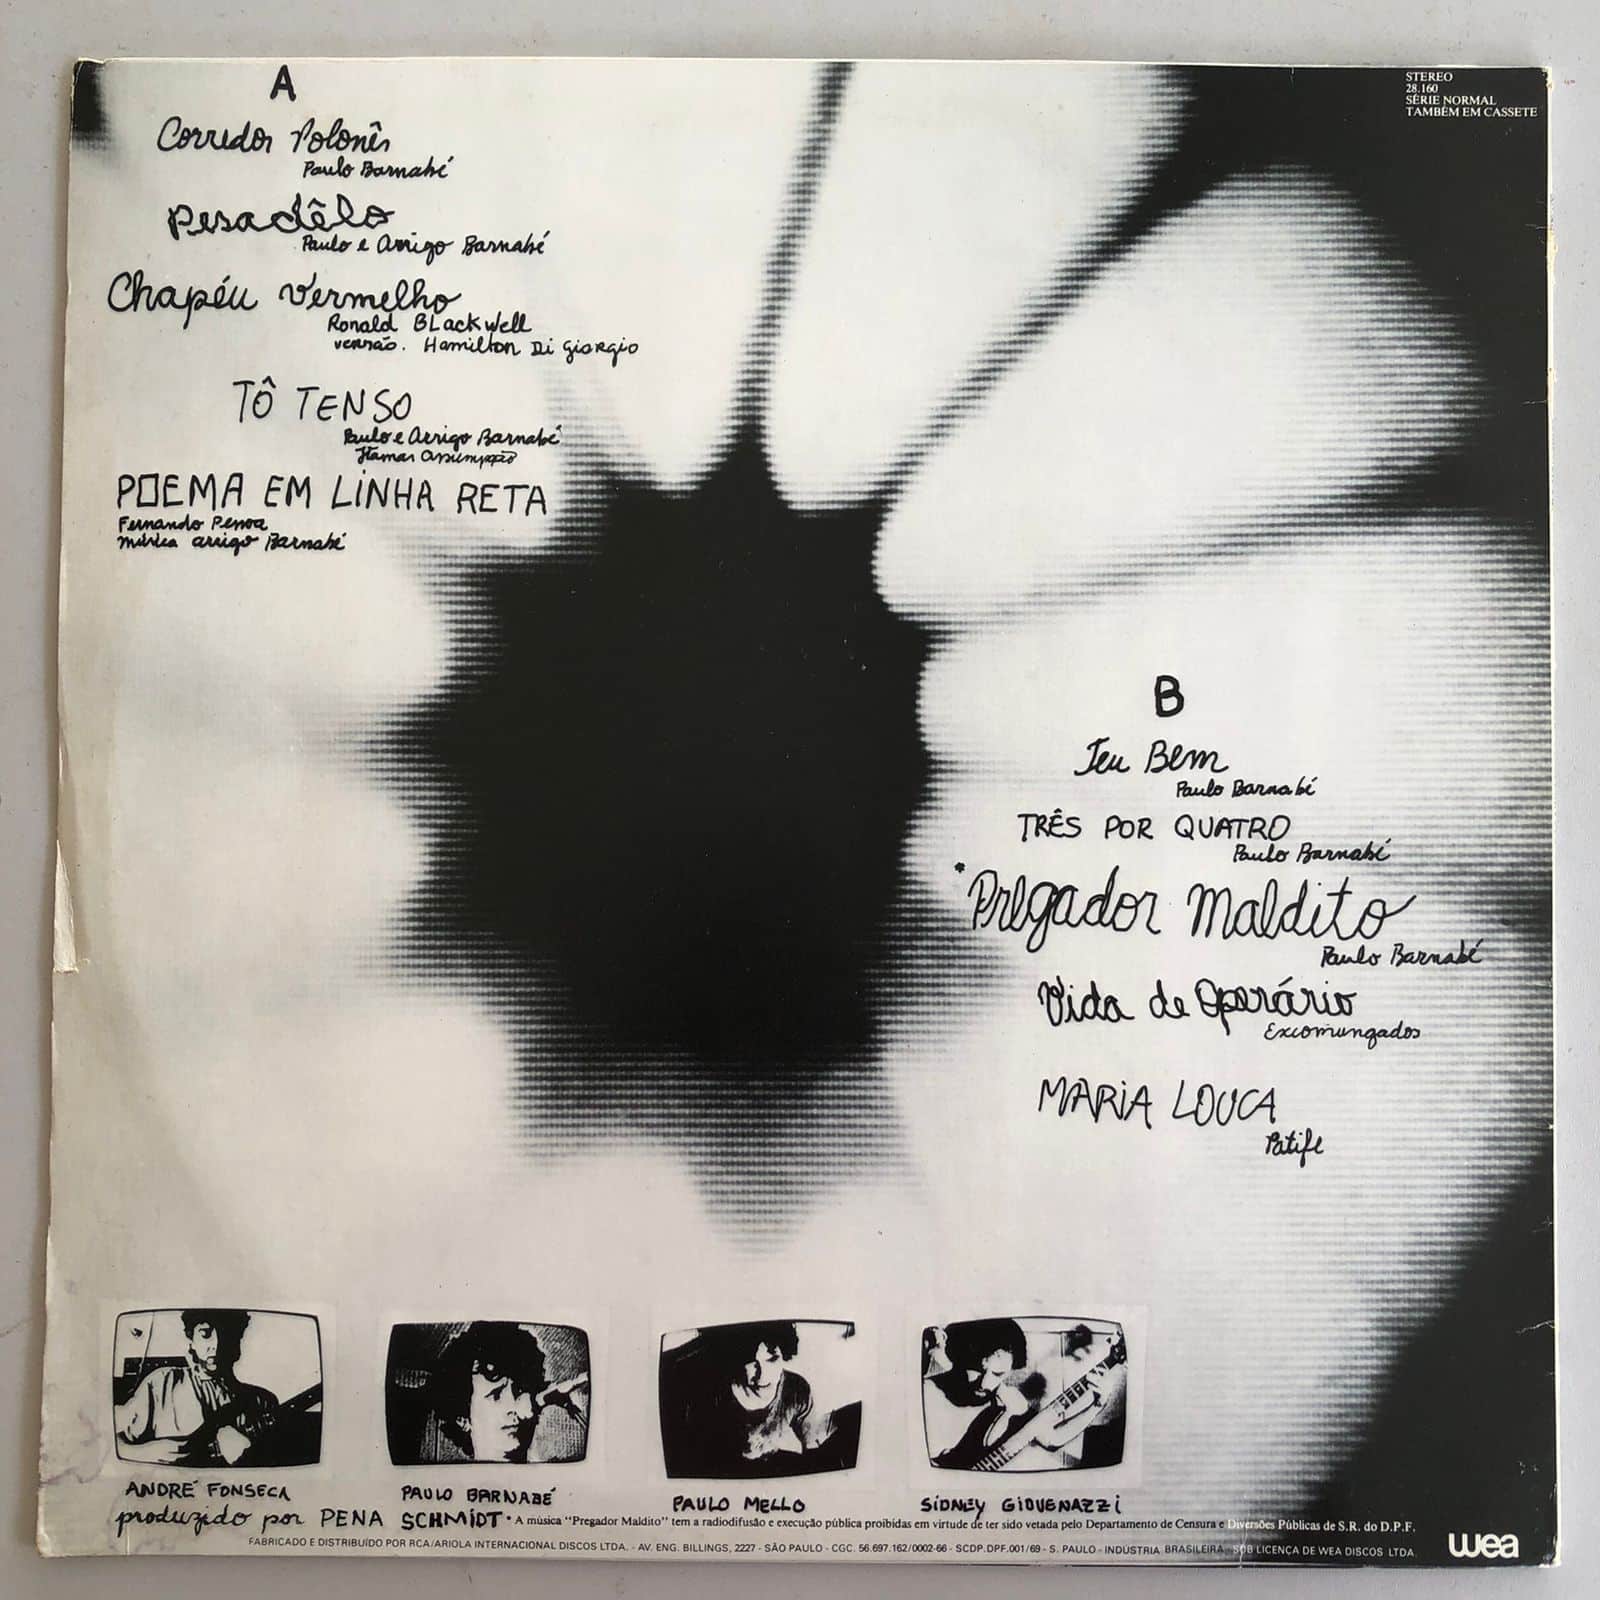 A
Corredor Polonês
Paulo Barnabé
Pesadêlo
Paulo e Arrigo Barnabé
Chapéu Vermelho
Ronald BLackwell
versão. Hamilton Di Giorgio
TÔ TENSO
Paulo e Arrigo Barnabé
Itamar Assumpção
POEMA EM LINHA RETA
Fernando Pessoa
música arrigo Barnabé
STEREO
28.160
SÉRIE NORMAL
TAMBÉM EM CASSETE
B
Teu Bem
Paulo Barnabé
TRÊS POR QUATRO
Paulo Barnabé
*Pregador Maldito
Paulo Barnabé
Vida de Operário
Excomungados
MARIA LOUCA
Patife
ANDRÉ FONSECA
PAULO BARNABÉ
PAULO MELLO
SIDNEY GIOVENAZZI
produzido por PENA SCHMIDT
* A música "Pregador Maldito" tem a radiodifusão e execução pública proibidas em virtude de ter sido vetada pelo Departamento de Censura e Diversões Públicas de S.R. do D.P.F.
FABRICADO E DISTRIBUÍDO POR RCA/ARIOLA INTERNACIONAL DISCOS LTDA. - AV. ENG. BILLINGS, 2227 - SÃO PAULO - CGC. 56.697.162/0002-66 - SCDP.DPF.001/69 - S. PAULO - INDÚSTRIA BRASILEIRA SOB LICENÇA DE WEA DISCOS LTDA.
wea